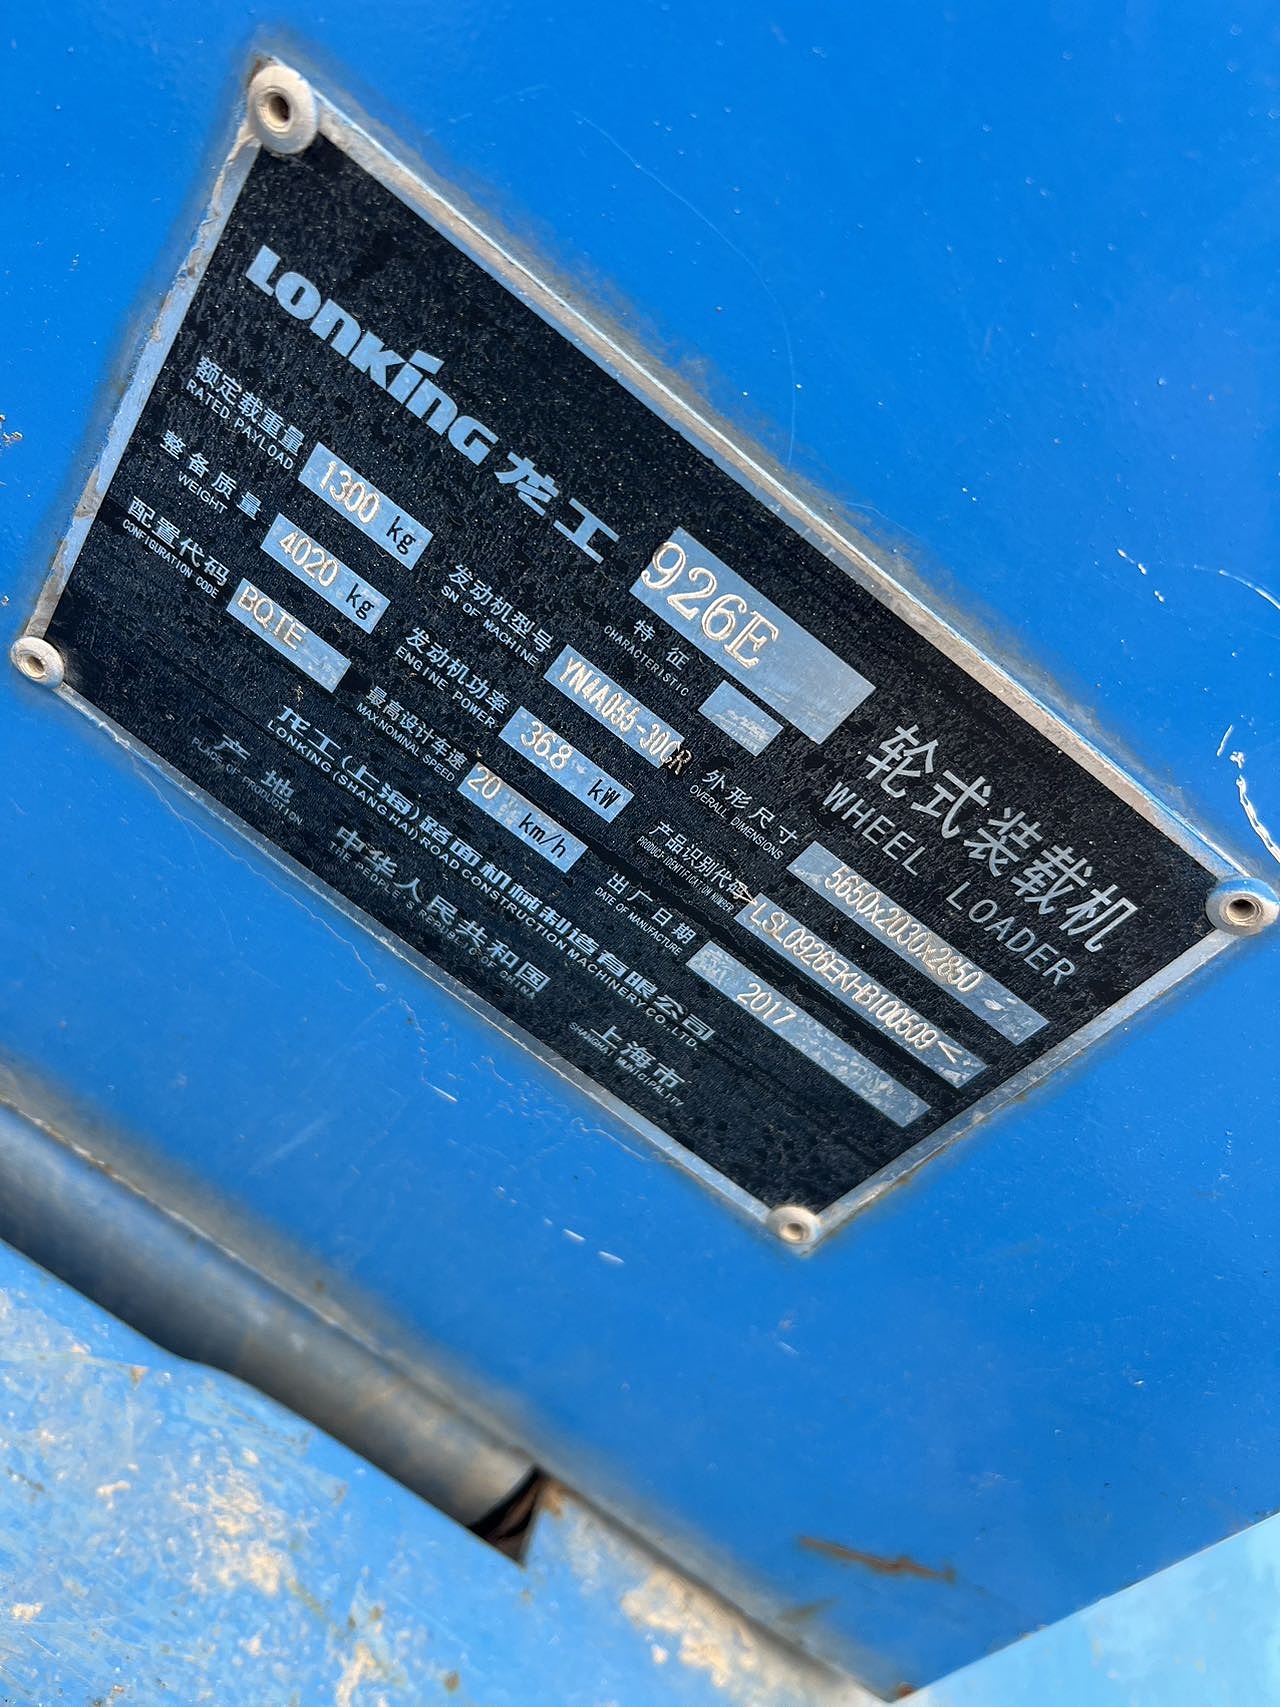 LONKING 龙工
926E
轮式装载机
WHEEL LOADER
特征
CHARACTERISTIC
额定载重量
RATED. PAYLOAD
1300 kg
发动机型号
SN OF MACHINE
YN4A055-30CR
外形尺寸
OVERALL DIMENSIONS
5650x2030x2850
整备质量
WEIGHT
4020 kg
发动机功率
ENGINE POWER
36.8 kW
产品识别代码
PRODUCT IDENTIFICATION NUMBER
LSL0926EKHB100509<
配置代码
CONFIGURATION CODE
BQTE
最高设计车速
MAX.NOMINAL SPEED
20 km/h
出厂日期
DATE OF MANUFACTURE
2017
龙工(上海)路面机械制造有限公司
LONKING(SHANGHAI)ROAD CONSTRUCTION MACHINERY CO.,LTD.
产地
PLACE OF PRODUCTION
中华人民共和国
THE PEOPLE'S REPUBLIC OF CHINA
上海市
SHANGHAI MUNICIPALITY